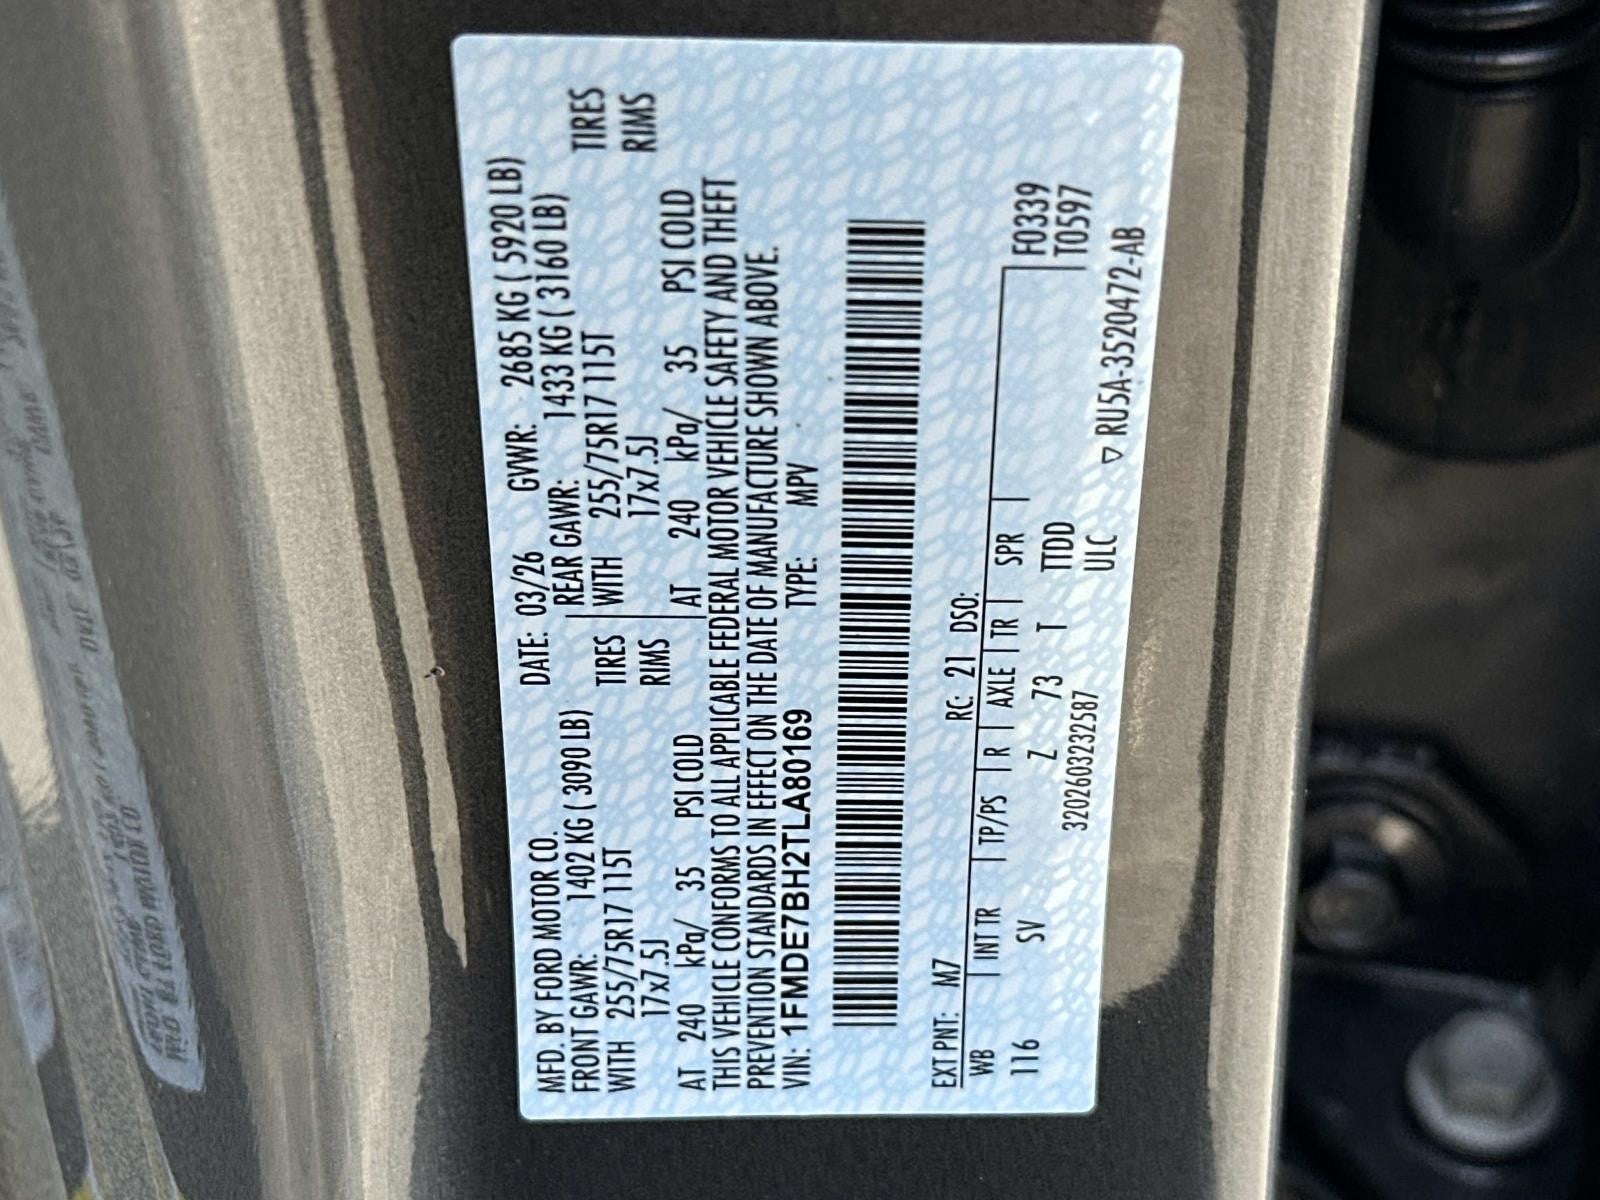 MFD. BY FORD MOTOR CO.
DATE: 03/26 GVWR: 2685 KG ( 5920 LB)
FRONT GAWR: 1402 KG ( 3090 LB) REAR GAWR: 1433 KG ( 3160 LB)
WITH 255/75R17 115T TIRES WITH 255/75R17 115T TIRES
17x7.5J RIMS 17x7.5J RIMS
AT 240 kPa/ 35 PSI COLD AT 240 kPa/ 35 PSI COLD
THIS VEHICLE CONFORMS TO ALL APPLICABLE FEDERAL MOTOR VEHICLE SAFETY AND THEFT
PREVENTION STANDARDS IN EFFECT ON THE DATE OF MANUFACTURE SHOWN ABOVE.
VIN: 1FMDE7BH2TLA80169 TYPE: MPV
EXT PNT: M7 RC: 21 DSO:
WB INT TR TP/PS R AXLE TR SPR F0339
116 SV Z 73 T TTDD T0597
3202603232587 ULC
▽ RU5A-3520472-AB